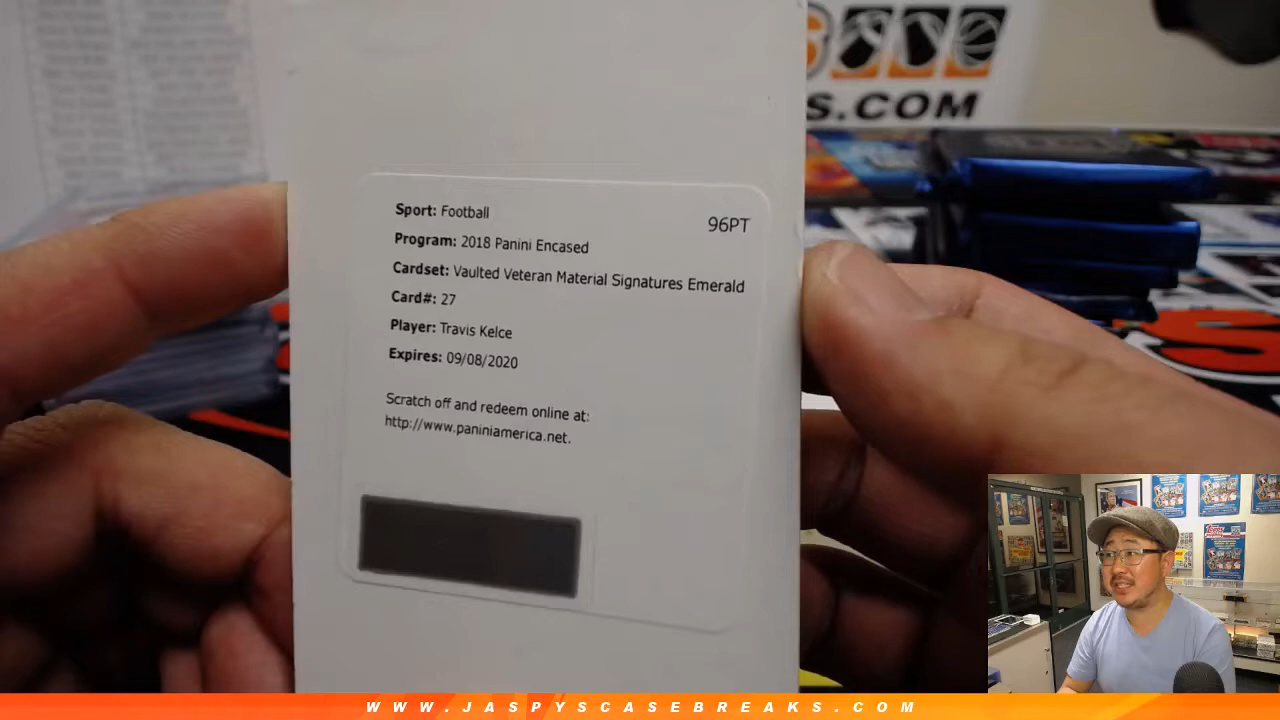 S.COM
Sport: Football
96PT
Program: 2018 Panini Encased
Cardset: Vaulted Veteran Material Signatures Emerald
Card#: 27
Player: Travis Kelce
Expires: 09/08/2020
Scratch off and redeem online at:
http://www.paniniamerica.net.
WWW.JASPYSCASEBREAKS.COM